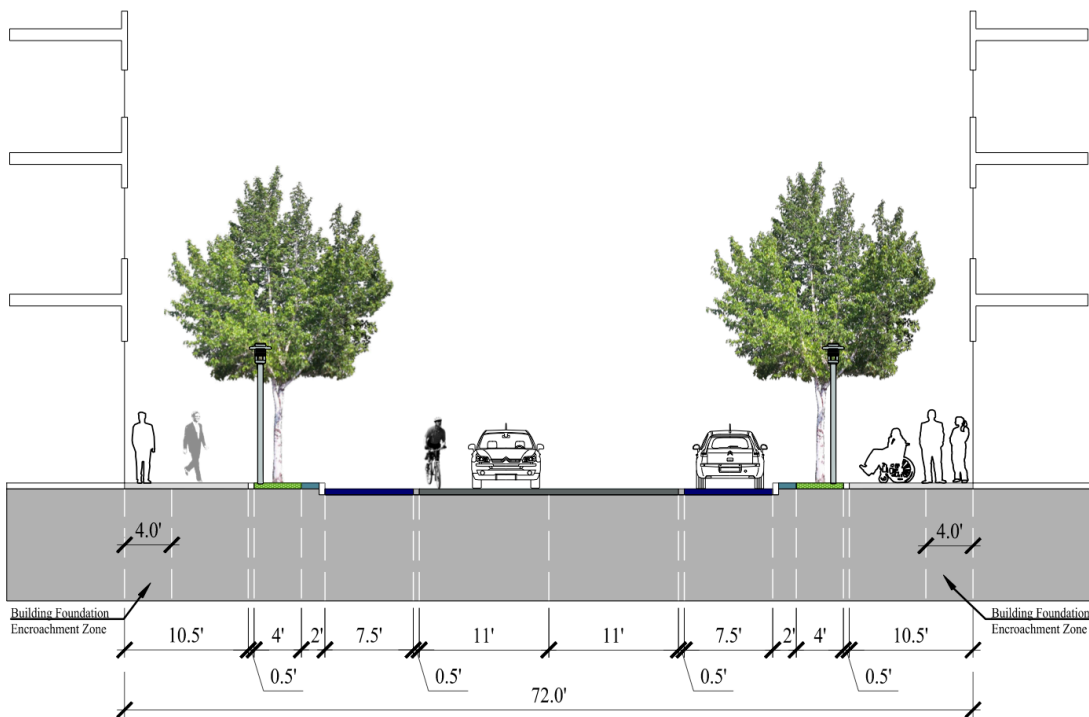 4.0' 4.0'
Building Foundation
Encroachment Zone
Building Foundation
Encroachment Zone
10.5' 4' 2' 7.5' 11' 11' 7.5' 2' 4' 10.5'
0.5' 0.5' 0.5' 0.5'
72.0'